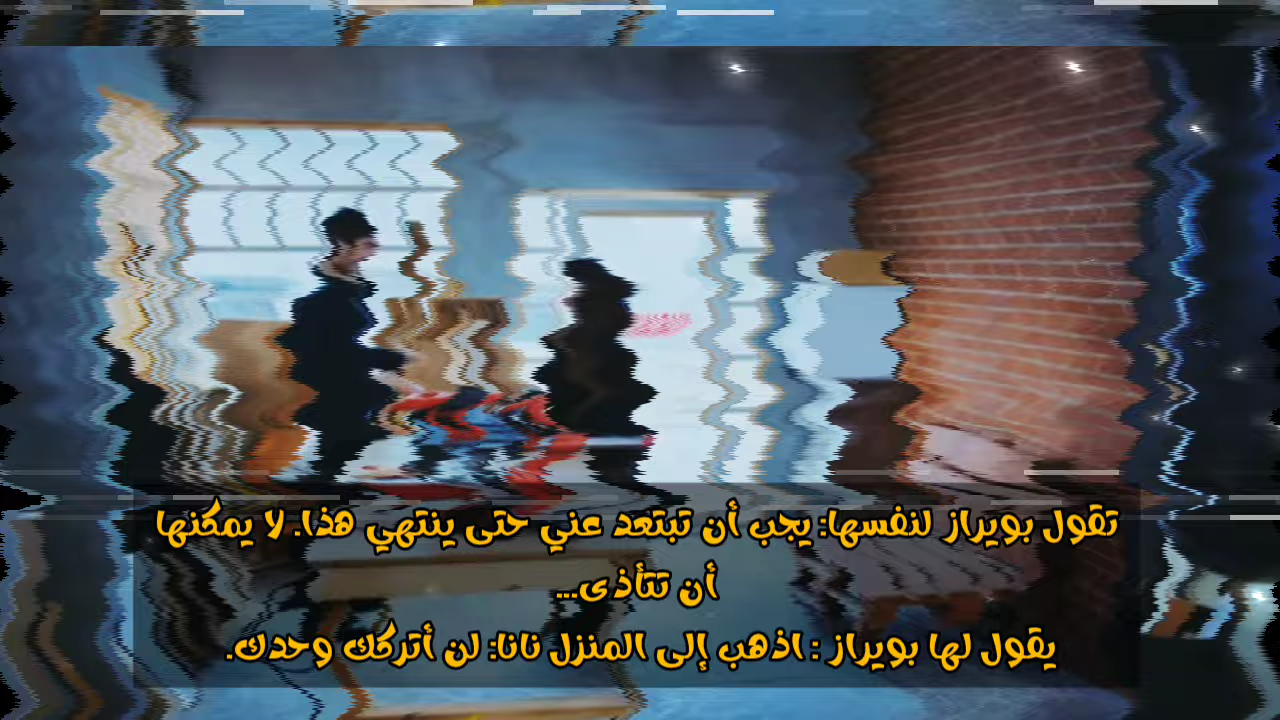 تقول بويراز لنفسها: يجب أن تبتعد عني حتى ينتهي هذا. لا يمكنها
أن تتأذى...
يقول لها بويراز : اذهب إلى المنزل نانا: لن أتركك وحدك.